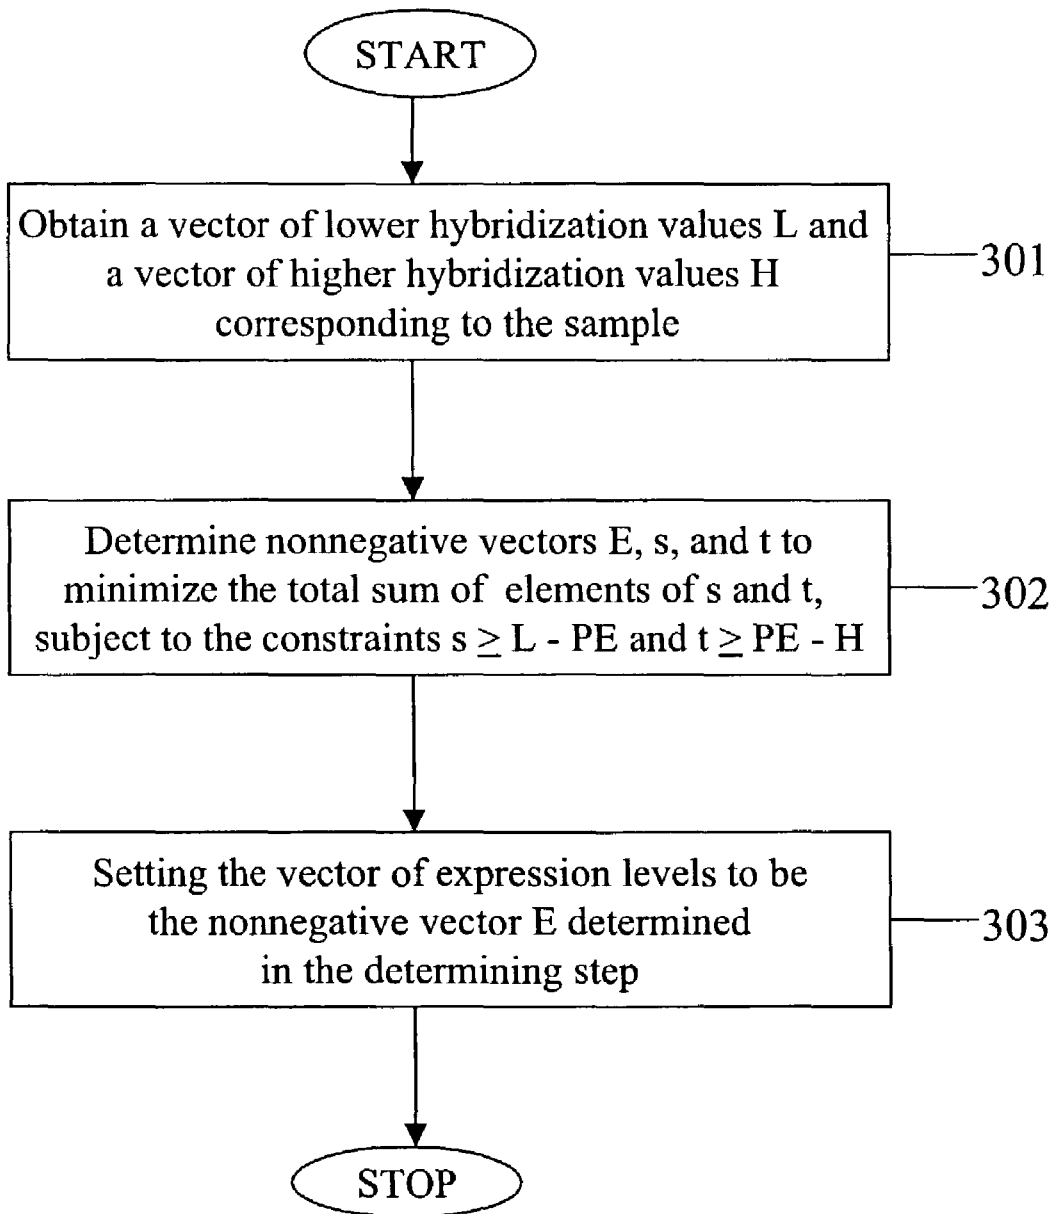 START
Obtain a vector of lower hybridization values L and
a vector of higher hybridization values H
corresponding to the sample
301
Determine nonnegative vectors E, s, and t to
minimize the total sum of elements of s and t,
subject to the constraints s ≥ L - PE and t ≥ PE - H
302
Setting the vector of expression levels to be
the nonnegative vector E determined
in the determining step
303
STOP